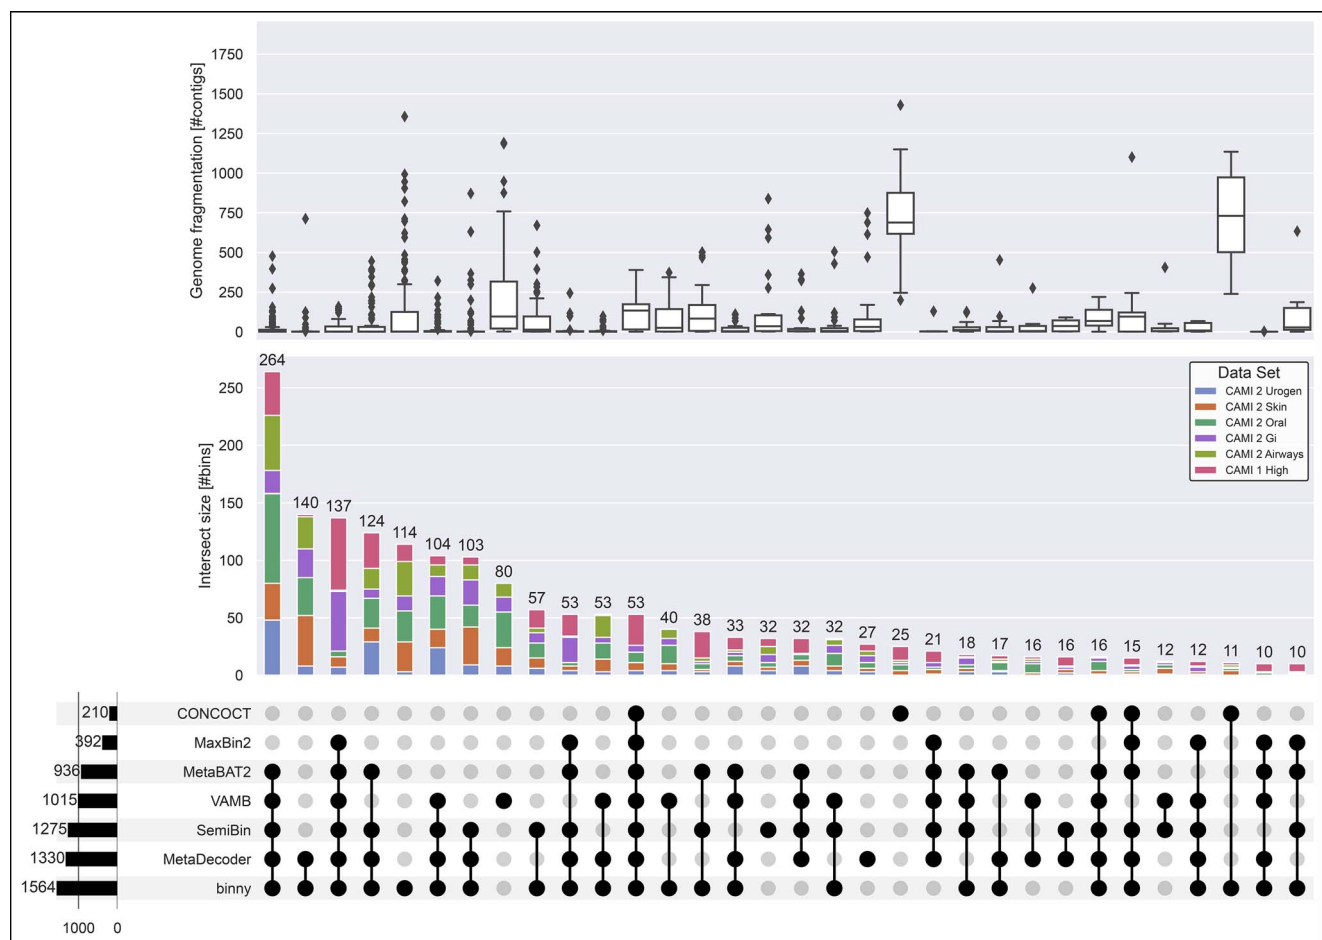 Genome fragmentation [#contigs]
1750
1500
1250
1000
750
500
250
0
Intersect size [#bins]
250
200
150
100
50
0
264
140
137
124
114
104
103
80
57
53
53
53
40
38
33
32
32
32
27
25
21
18
17
16
16
16
15
12
12
11
10
10
Data Set
CAMI 2 Urogen
CAMI 2 Skin
CAMI 2 Oral
CAMI 2 Gi
CAMI 2 Airways
CAMI 1 High
210 CONCOCT
392 MaxBin2
936 MetaBAT2
1015 VAMB
1275 SemiBin
1330 MetaDecoder
1564 binny
1000 0